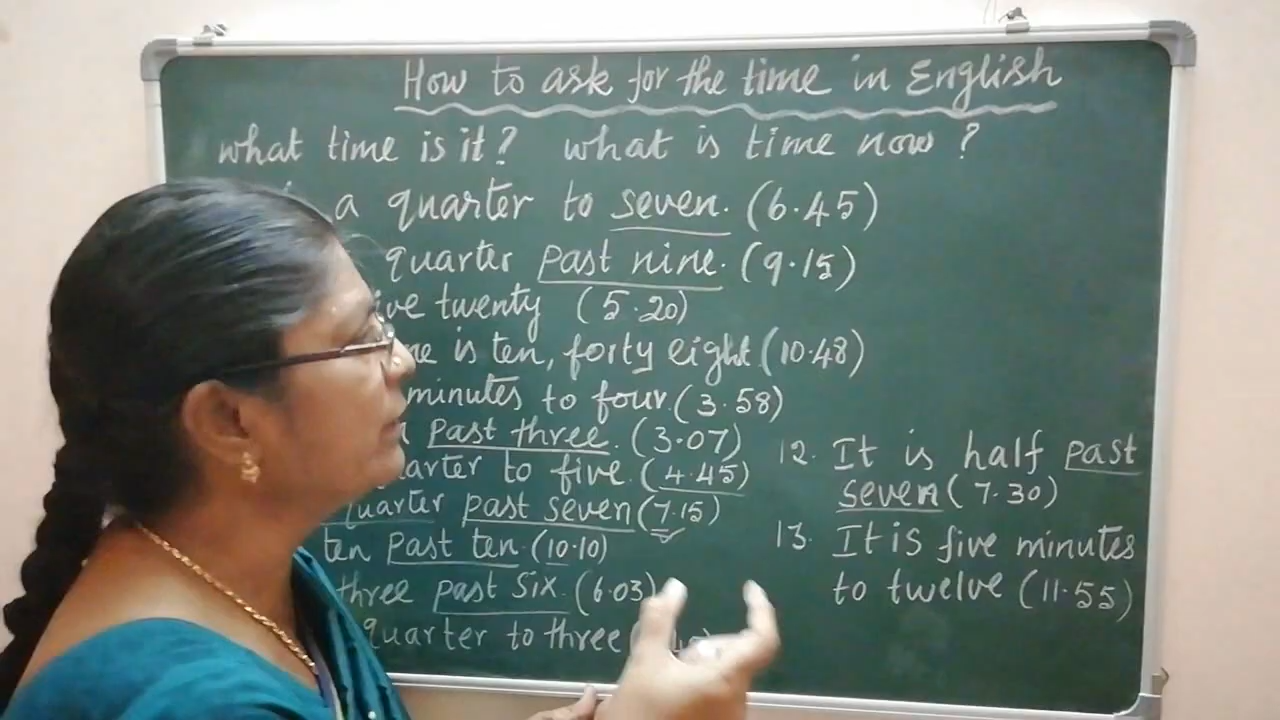 How to ask for the time in English
what time is it? what is time now?
a quarter to seven. (6.45)
quarter past nine. (9.15)
twenty (5.20)
is ten, forty eight (10.48)
minutes to four. (3.58)
past three. (3.07)
to five. (4.45)
quarter past seven (7.15)
ten past ten. (10.10)
three past six. (6.03)
quarter to three
12. It is half past
seven (7.30)
13. It is five minutes
to twelve (11.55)